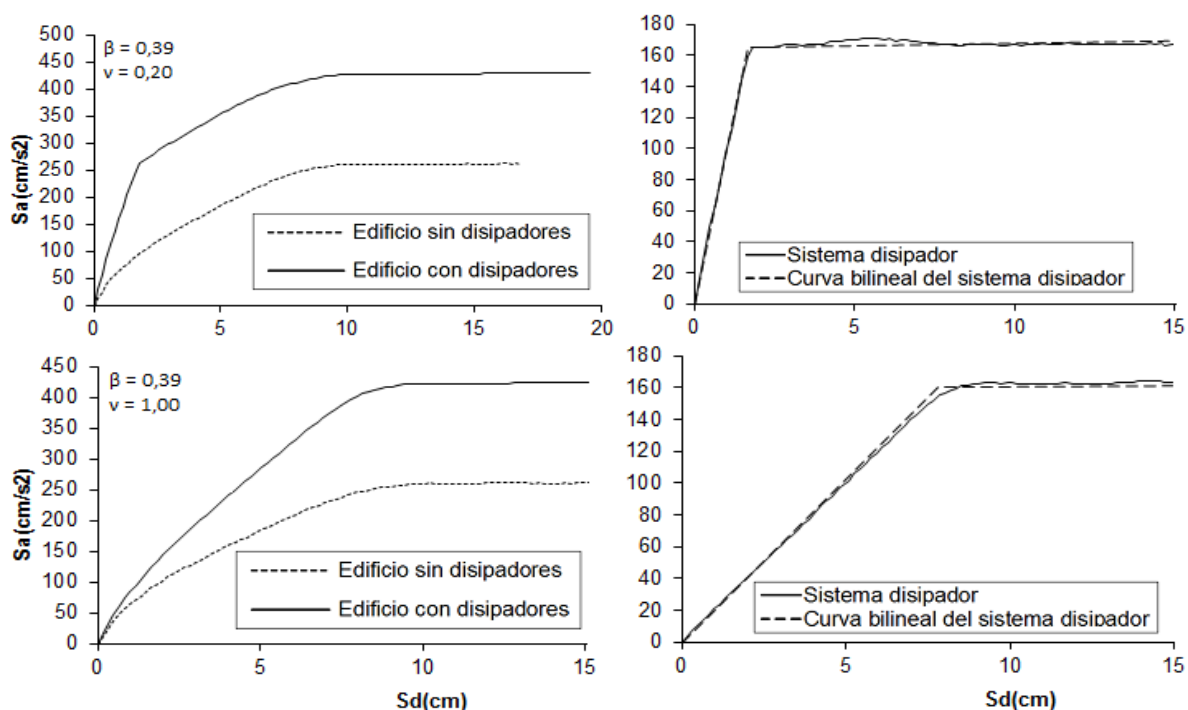 500
450
400
350
300
250
200
150
100
50
0
Sa(cm/s2)
β = 0,39
v = 0,20
Edificio sin disipadores
Edificio con disipadores
0 5 10 15 20
180
160
140
120
100
80
60
40
20
0
Sistema disipador
Curva bilineal del sistema disipador
0 5 10 15
450
400
350
300
250
200
150
100
50
0
Sa(cm/s2)
β = 0,39
v = 1,00
Edificio sin disipadores
Edificio con disipadores
0 5 10 15
Sd(cm)
180
160
140
120
100
80
60
40
20
0
Sistema disipador
Curva bilineal del sistema disipador
0 5 10 15
Sd(cm)